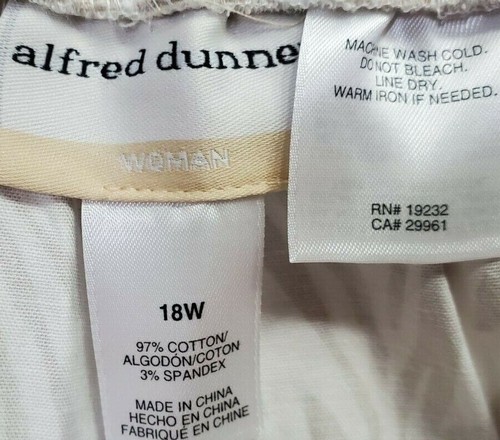 alfred dunne
WOMAN
MACHINE WASH COLD.
DO NOT BLEACH.
LINE DRY.
WARM IRON IF NEEDED.
RN# 19232
CA# 29961
18W
97% COTTON/
ALGODÓN/COTON
3% SPANDEX
MADE IN CHINA
HECHO EN CHINA
FABRIQUÉ EN CHINE